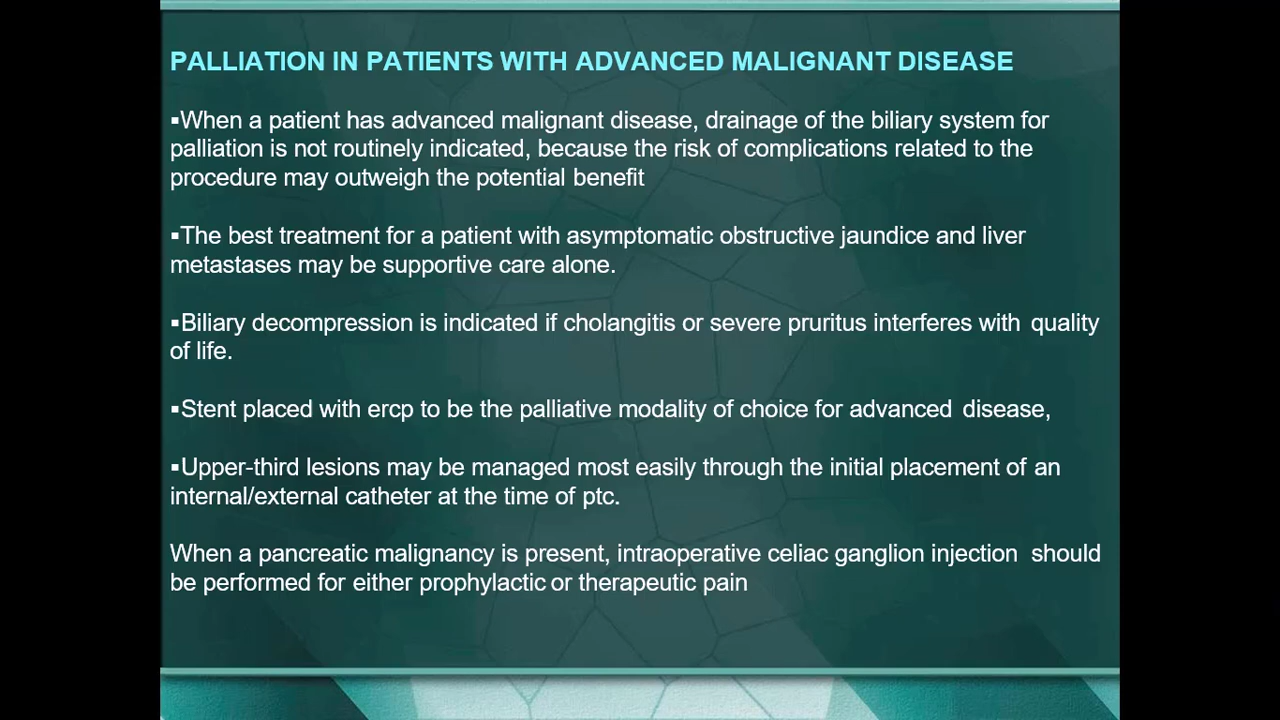 PALLIATION IN PATIENTS WITH ADVANCED MALIGNANT DISEASE
▪When a patient has advanced malignant disease, drainage of the biliary system for
palliation is not routinely indicated, because the risk of complications related to the
procedure may outweigh the potential benefit
▪The best treatment for a patient with asymptomatic obstructive jaundice and liver
metastases may be supportive care alone.
▪Biliary decompression is indicated if cholangitis or severe pruritus interferes with quality
of life.
▪Stent placed with ercp to be the palliative modality of choice for advanced disease,
▪Upper-third lesions may be managed most easily through the initial placement of an
internal/external catheter at the time of ptc.
When a pancreatic malignancy is present, intraoperative celiac ganglion injection should
be performed for either prophylactic or therapeutic pain